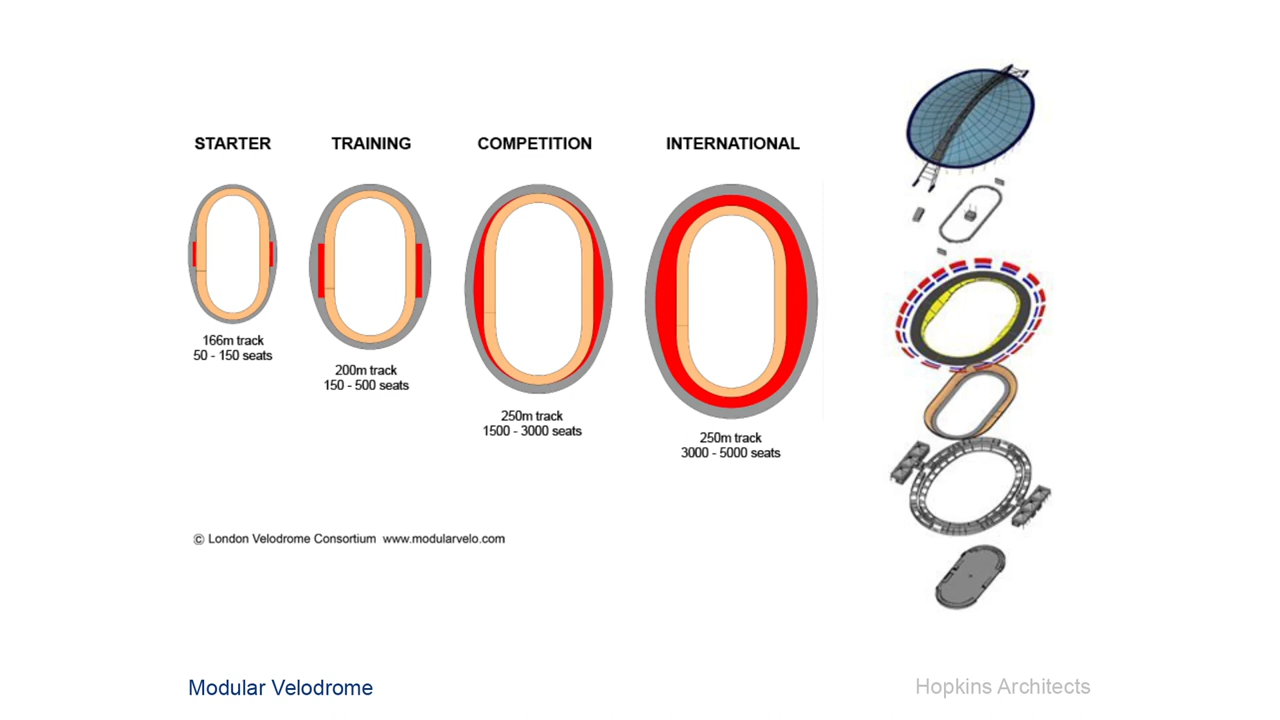 STARTER
TRAINING
COMPETITION
INTERNATIONAL
166m track
50 - 150 seats
200m track
150 - 500 seats
250m track
1500 - 3000 seats
250m track
3000 - 5000 seats
© London Velodrome Consortium www.modularvelo.com
Modular Velodrome
Hopkins Architects